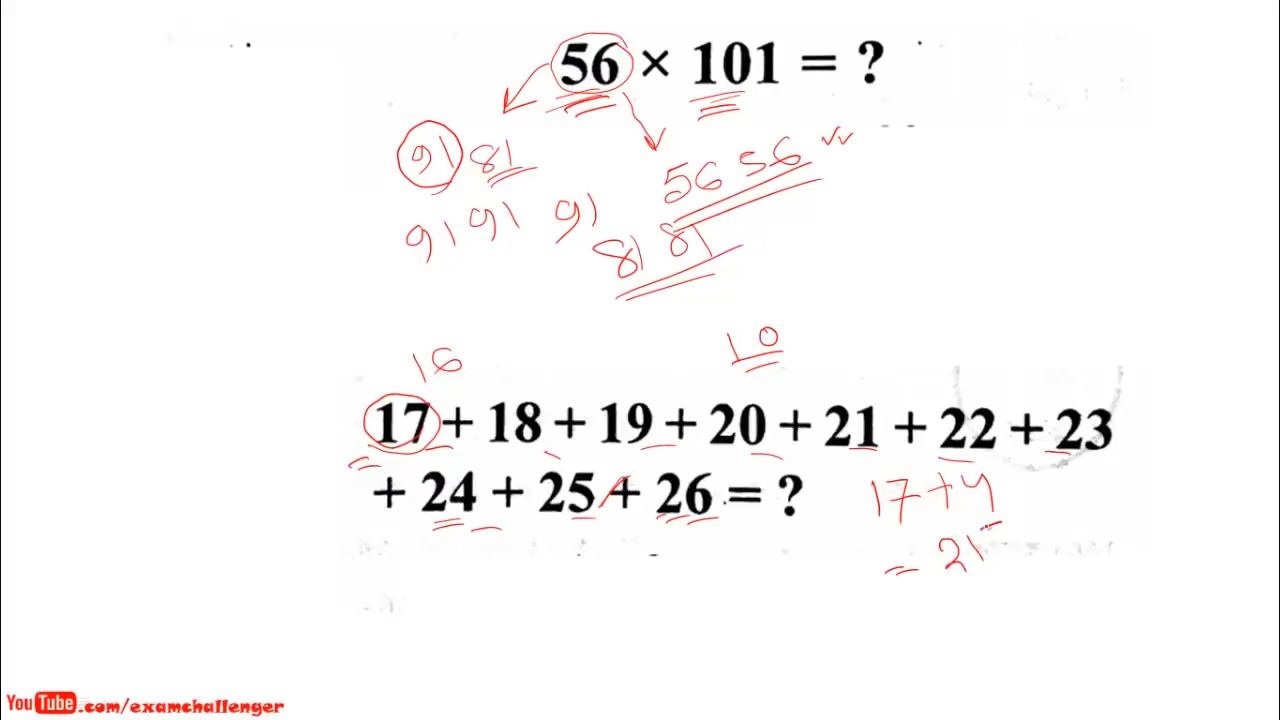 56 × 101 = ?
91 81
56 56
91 91 91
81 81
16
10
17 + 18 + 19 + 20 + 21 + 22 + 23
+ 24 + 25 + 26 = ?
17+4
= 21
YouTube.com/examchallenger